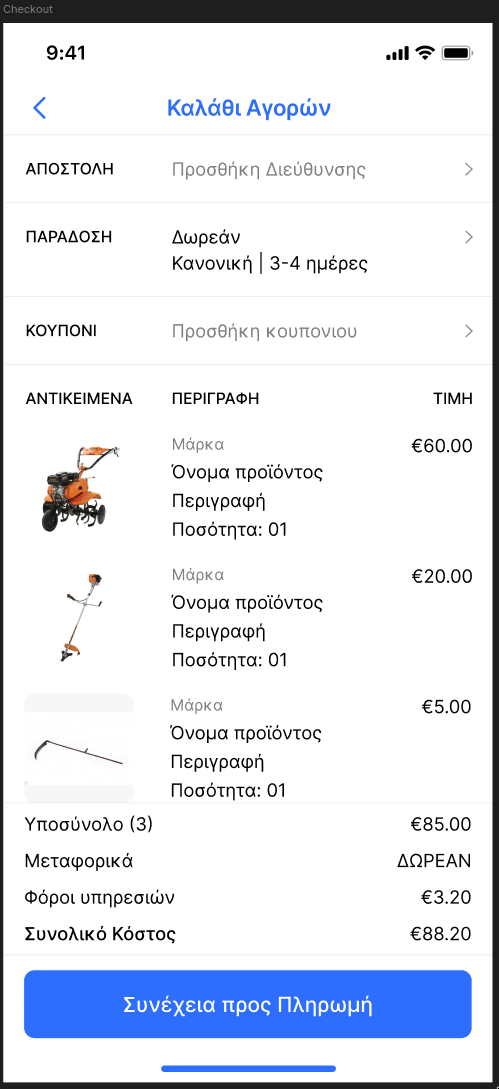 Checkout
9:41
Καλάθι Αγορών
ΑΠΟΣΤΟΛΗ Προσθήκη Διεύθυνσης
ΠΑΡΑΔΟΣΗ Δωρεάν
Κανονική | 3-4 ημέρες
ΚΟΥΠΟΝΙ Προσθήκη κουπονιου
ΑΝΤΙΚΕΙΜΕΝΑ ΠΕΡΙΓΡΑΦΗ ΤΙΜΗ
Μάρκα €60.00
Όνομα προϊόντος
Περιγραφή
Ποσότητα: 01
Μάρκα €20.00
Όνομα προϊόντος
Περιγραφή
Ποσότητα: 01
Μάρκα €5.00
Όνομα προϊόντος
Περιγραφή
Ποσότητα: 01
Υποσύνολο (3) €85.00
Μεταφορικά ΔΩΡΕΑΝ
Φόροι υπηρεσιών €3.20
Συνολικό Κόστος €88.20
Συνέχεια προς Πληρωμή